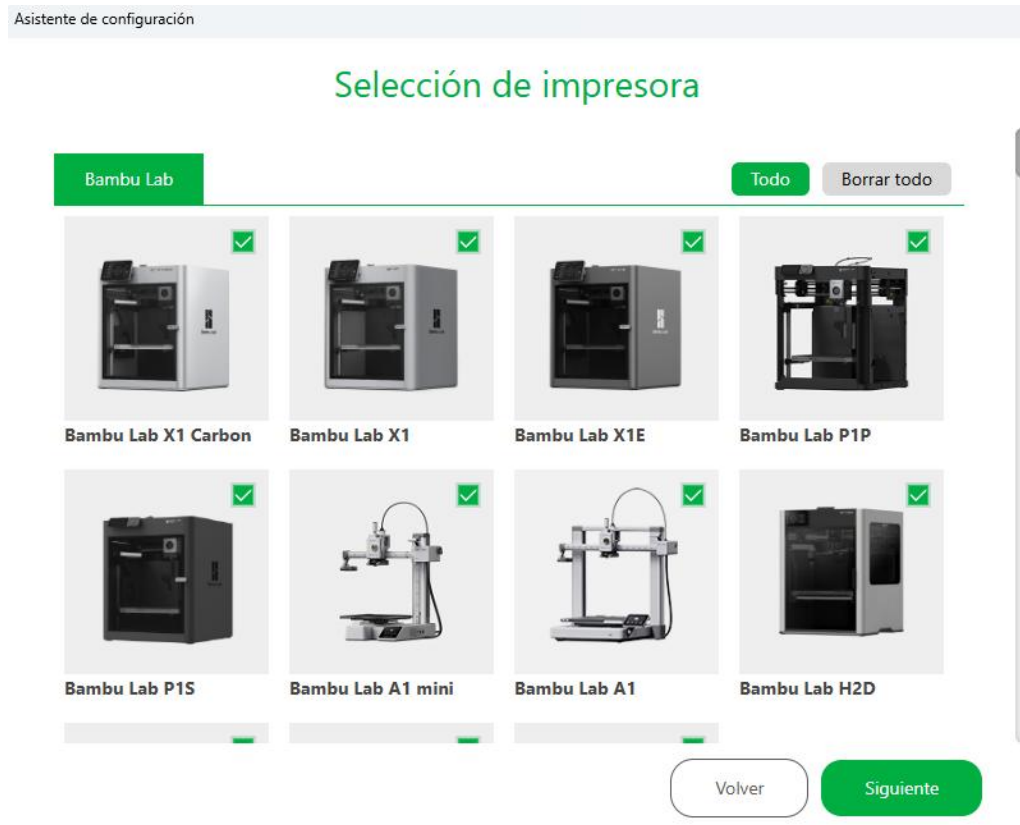 Asistente de configuración
Selección de impresora
Bambu Lab
Todo
Borrar todo
Bambu Lab X1 Carbon
Bambu Lab X1
Bambu Lab X1E
Bambu Lab P1P
Bambu Lab P1S
Bambu Lab A1 mini
Bambu Lab A1
Bambu Lab H2D
Volver
Siguiente